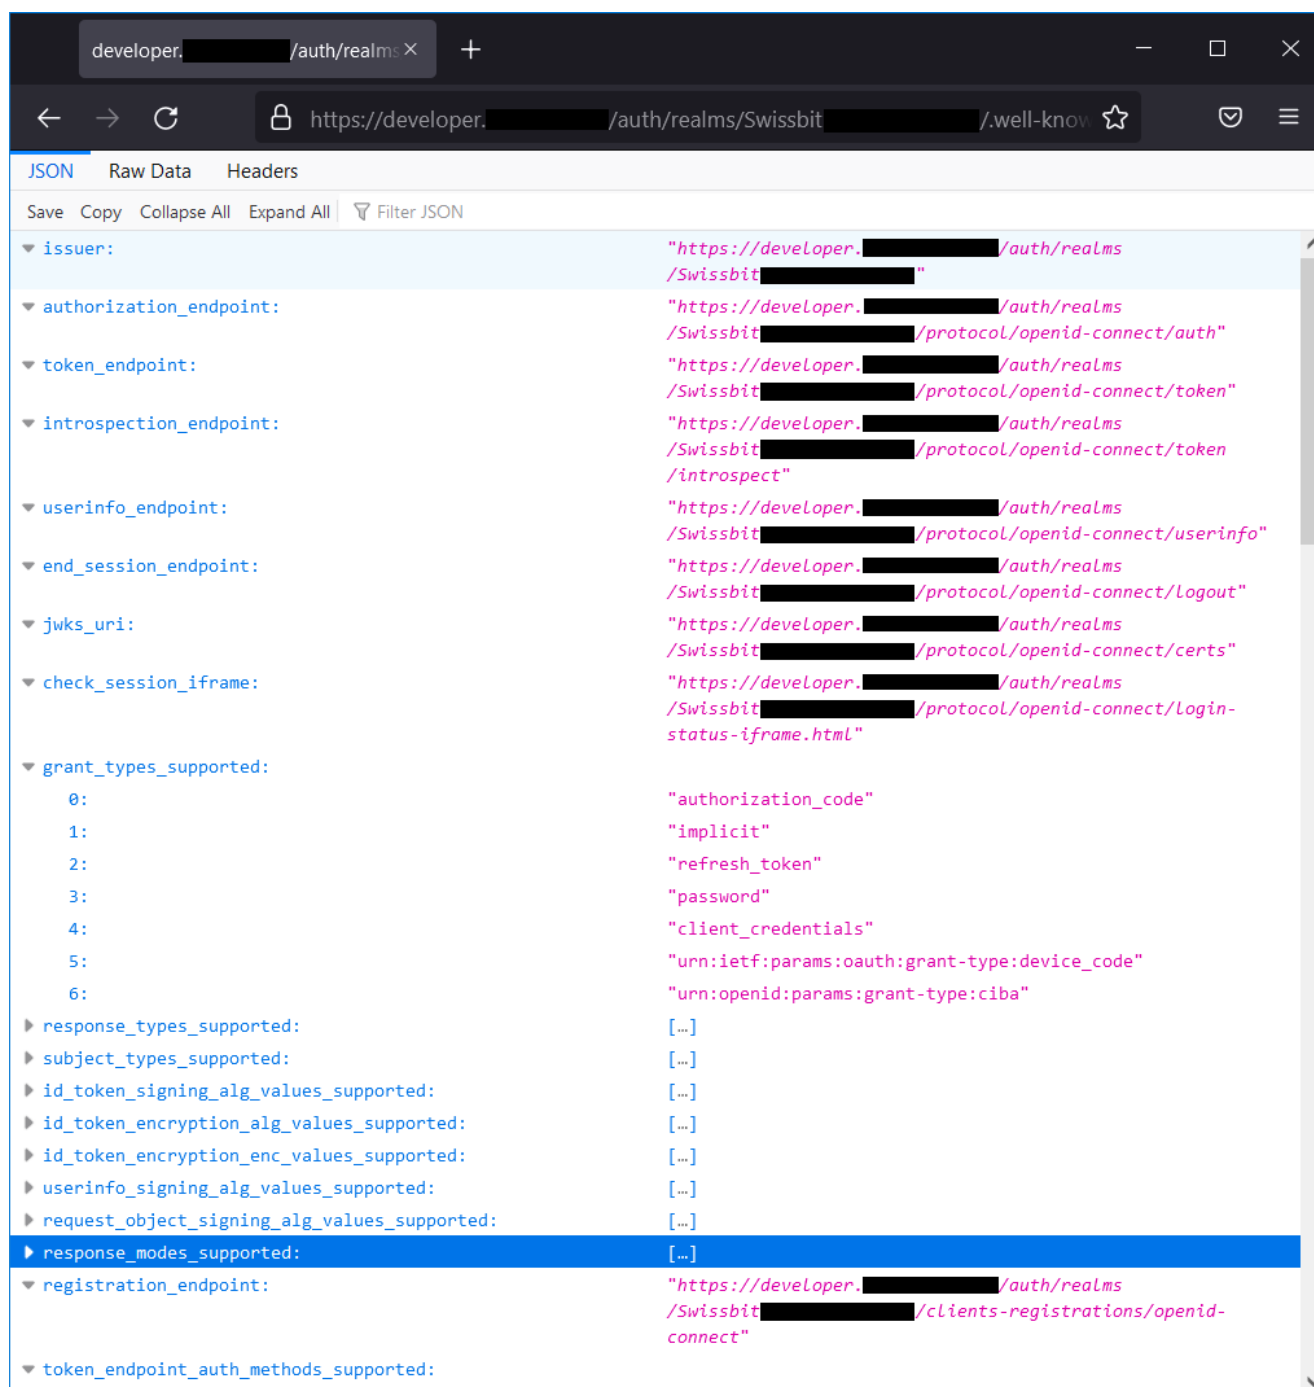 developer. /auth/realms
https://developer. /auth/realms/Swissbit /.well-know
JSON Raw Data Headers
Save Copy Collapse All Expand All Filter JSON
issuer: "https://developer. /auth/realms
/Swissbit "
authorization_endpoint: "https://developer. /auth/realms
/Swissbit /protocol/openid-connect/auth"
token_endpoint: "https://developer. /auth/realms
/Swissbit /protocol/openid-connect/token"
introspection_endpoint: "https://developer. /auth/realms
/Swissbit /protocol/openid-connect/token
/introspect"
userinfo_endpoint: "https://developer. /auth/realms
/Swissbit /protocol/openid-connect/userinfo"
end_session_endpoint: "https://developer. /auth/realms
/Swissbit /protocol/openid-connect/logout"
jwks_uri: "https://developer. /auth/realms
/Swissbit /protocol/openid-connect/certs"
check_session_iframe: "https://developer. /auth/realms
/Swissbit /protocol/openid-connect/login-
status-iframe.html"
grant_types_supported:
0: "authorization_code"
1: "implicit"
2: "refresh_token"
3: "password"
4: "client_credentials"
5: "urn:ietf:params:oauth:grant-type:device_code"
6: "urn:openid:params:grant-type:ciba"
response_types_supported: […]
subject_types_supported: […]
id_token_signing_alg_values_supported: […]
id_token_encryption_alg_values_supported: […]
id_token_encryption_enc_values_supported: […]
userinfo_signing_alg_values_supported: […]
request_object_signing_alg_values_supported: […]
response_modes_supported: […]
registration_endpoint: "https://developer. /auth/realms
/Swissbit /clients-registrations/openid-
connect"
token_endpoint_auth_methods_supported: